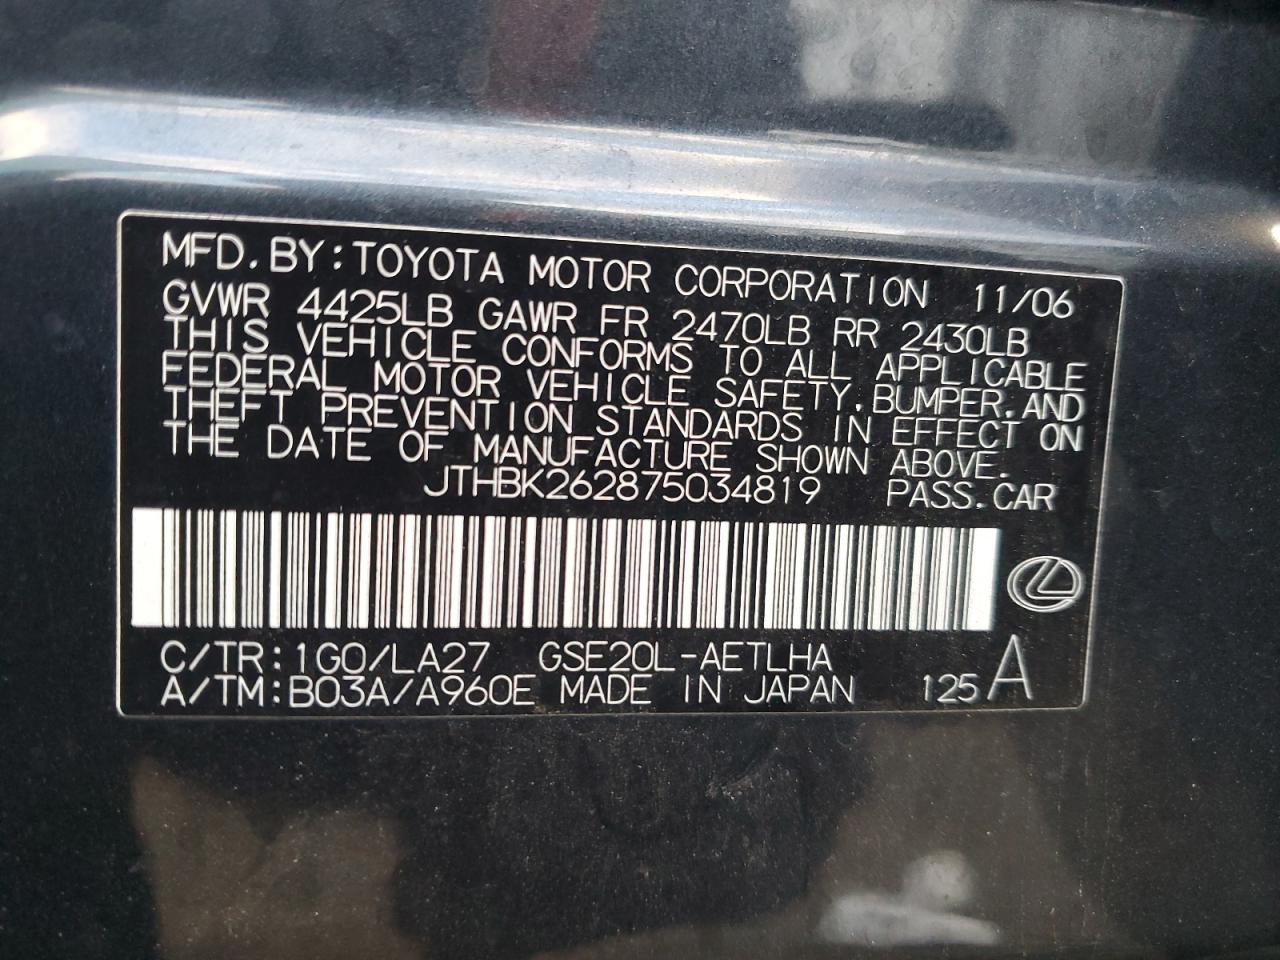 MFD. BY: TOYOTA MOTOR CORPORATION 11/06
GVWR 4425LB GAWR FR 2470LB RR 2430LB
THIS VEHICLE CONFORMS TO ALL APPLICABLE
FEDERAL MOTOR VEHICLE SAFETY, BUMPER, AND
THEFT PREVENTION STANDARDS IN EFFECT ON
THE DATE OF MANUFACTURE SHOWN ABOVE.
JTHBK262875034819 PASS. CAR
C/TR: 1G0/LA27 GSE20L-AETLHA
A/TM: B03A/A960E MADE IN JAPAN 125 A